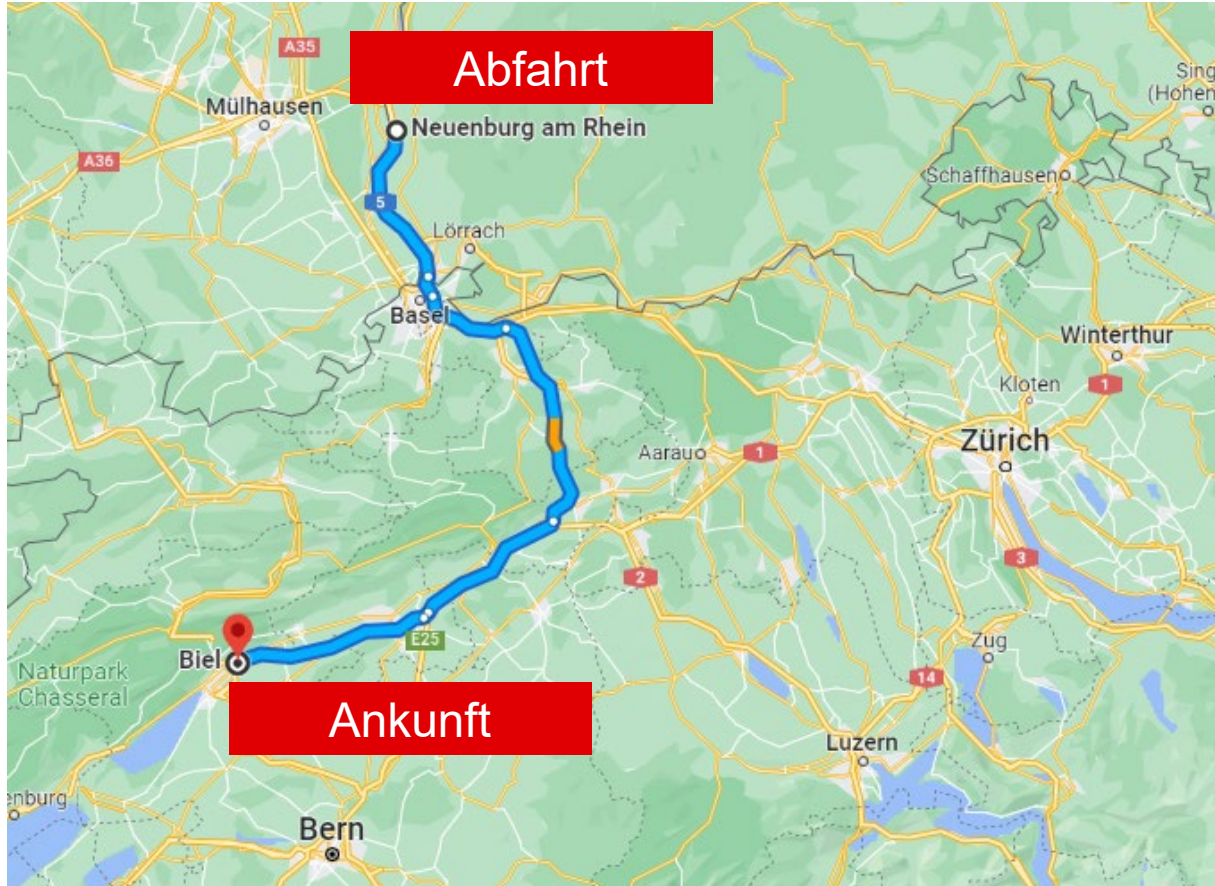 A35
Abfahrt
Mülhausen
Neuenburg am Rhein
Sing
(Hohen
A36
Schaffhausen
5
Lörrach
Basel
Winterthur
Kloten
1
Zürich
Aarau
1
3
2
E25
Biel
Zug
Naturpark
Chasseral
14
Ankunft
Luzern
enburg
Bern